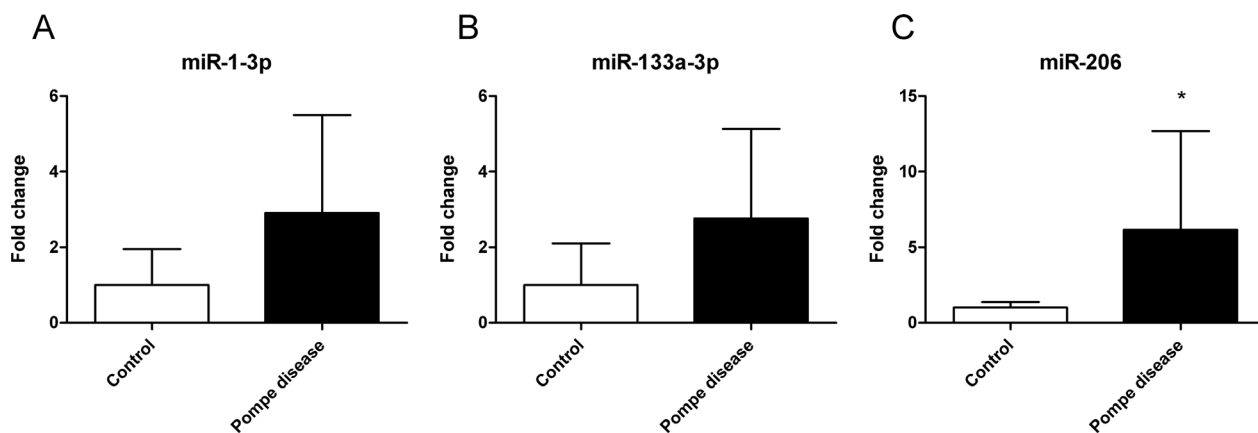 A
miR-1-3p
Fold change
6
4
2
0
Control
Pompe disease
B
miR-133a-3p
Fold change
6
4
2
0
Control
Pompe disease
C
miR-206
Fold change
15
10
5
0
*
Control
Pompe disease